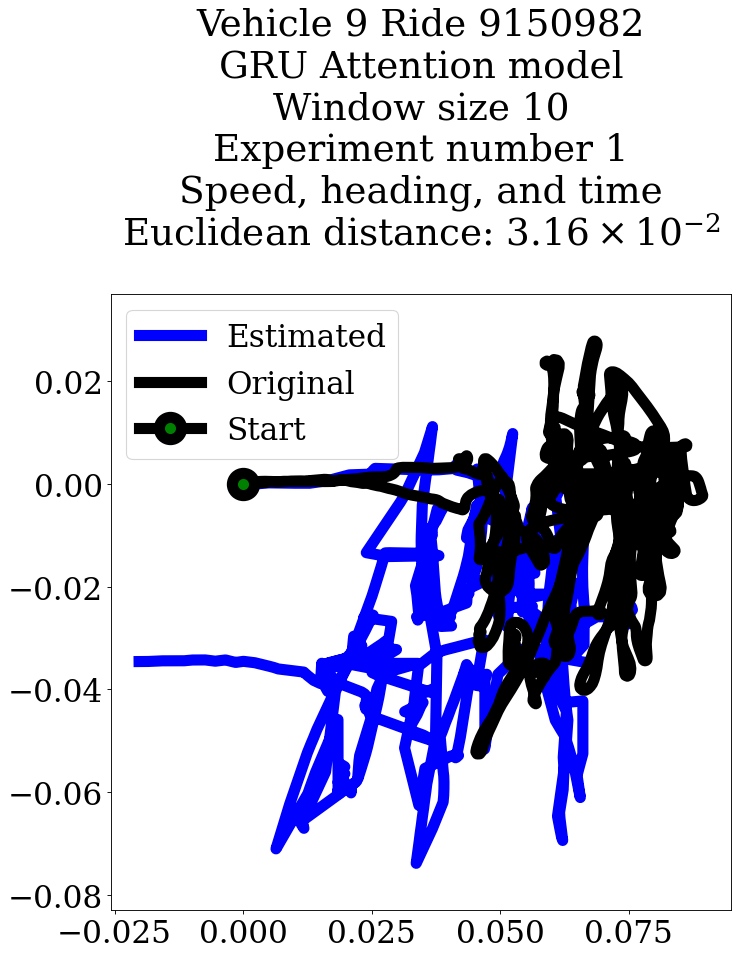 Vehicle 9 Ride 9150982
GRU Attention model
Window size 10
Experiment number 1
Speed, heading, and time
Euclidean distance: 3.16 × 10⁻²
Estimated
Original
Start
0.02
0.00
−0.02
−0.04
−0.06
−0.08
−0.025 0.000 0.025 0.050 0.075